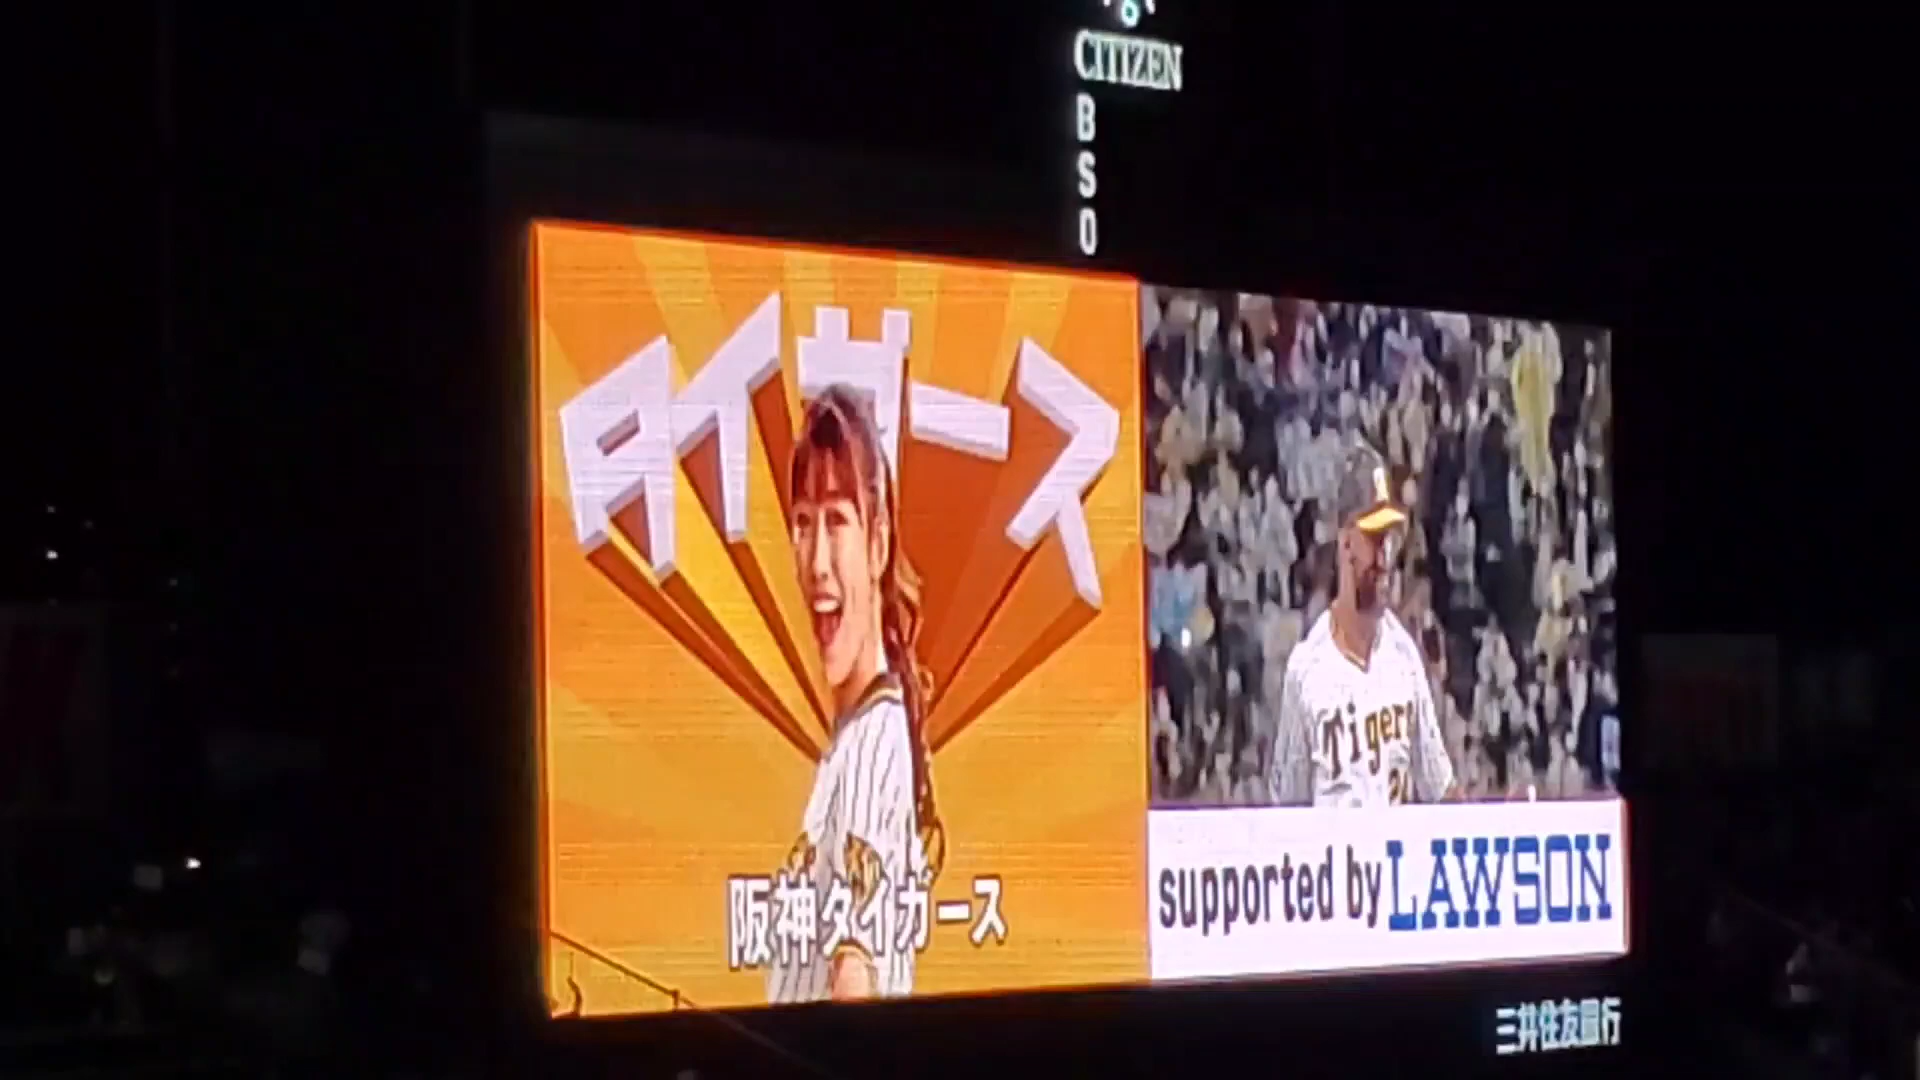 CITIZEN
B
S
O
タイガース
阪神タイガース
Tigers
supported by LAWSON
三井住友銀行